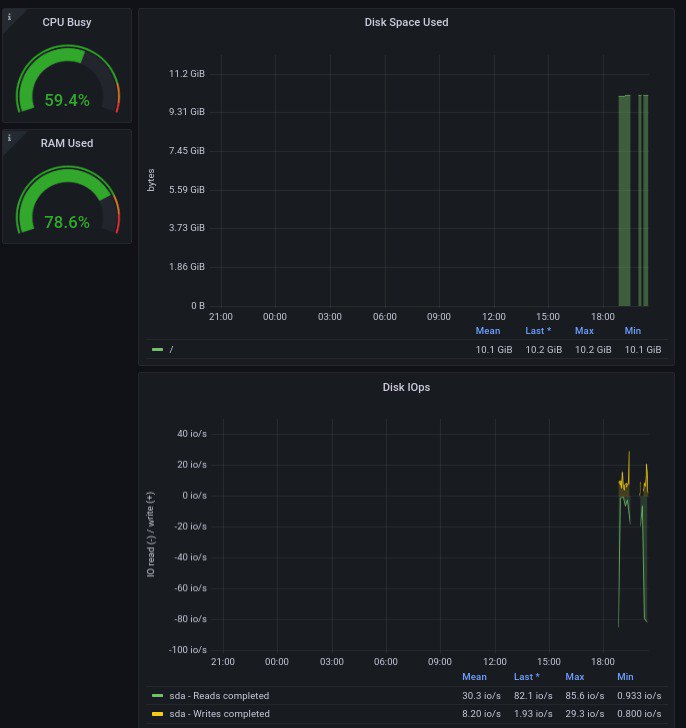 i
CPU Busy
59.4%
i
RAM Used
78.6%
Disk Space Used
bytes
11.2 GiB
9.31 GiB
7.45 GiB
5.59 GiB
3.73 GiB
1.86 GiB
0 B
21:00 00:00 03:00 06:00 09:00 12:00 15:00 18:00
Mean Last * Max Min
/ 10.1 GiB 10.2 GiB 10.2 GiB 10.1 GiB
Disk IOps
IO read (-) / write (+)
40 io/s
20 io/s
0 io/s
-20 io/s
-40 io/s
-60 io/s
-80 io/s
-100 io/s
21:00 00:00 03:00 06:00 09:00 12:00 15:00 18:00
Mean Last * Max Min
sda - Reads completed 30.3 io/s 82.1 io/s 85.6 io/s 0.933 io/s
sda - Writes completed 8.20 io/s 1.93 io/s 29.3 io/s 0.800 io/s